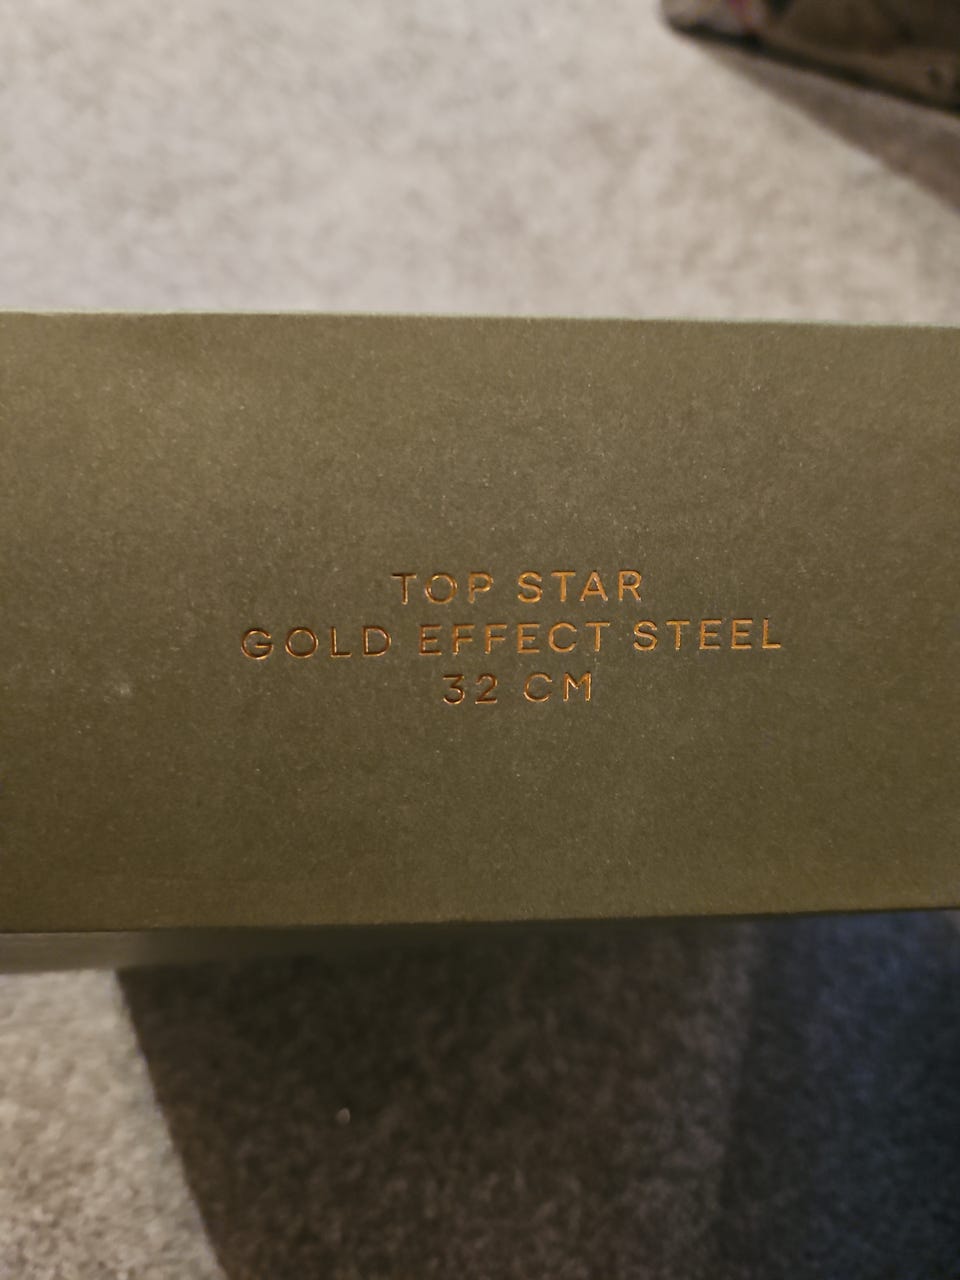 TOP STAR
GOLD EFFECT STEEL
32 CM